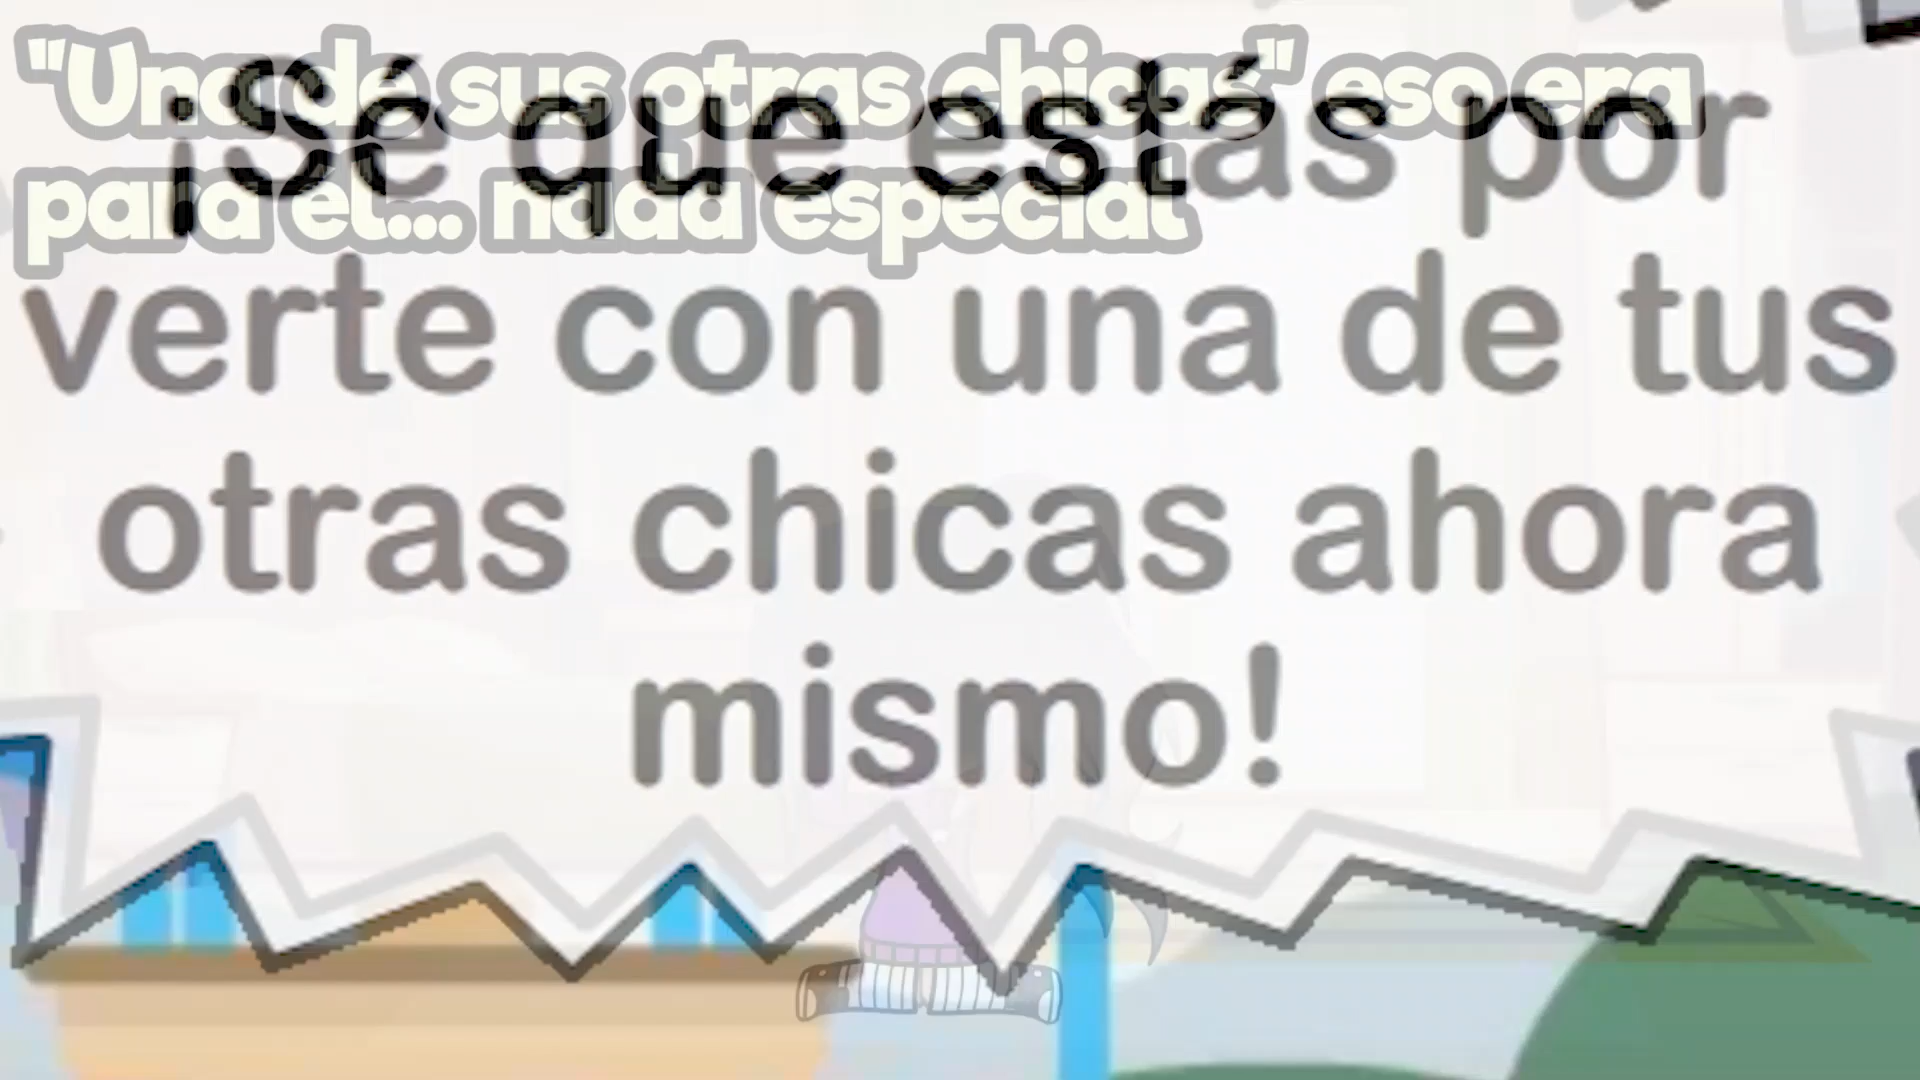 "Una de sus otras chicas" eso era
para él... nada especial
¡Sé que estás por
verte con una de tus
otras chicas ahora
mismo!